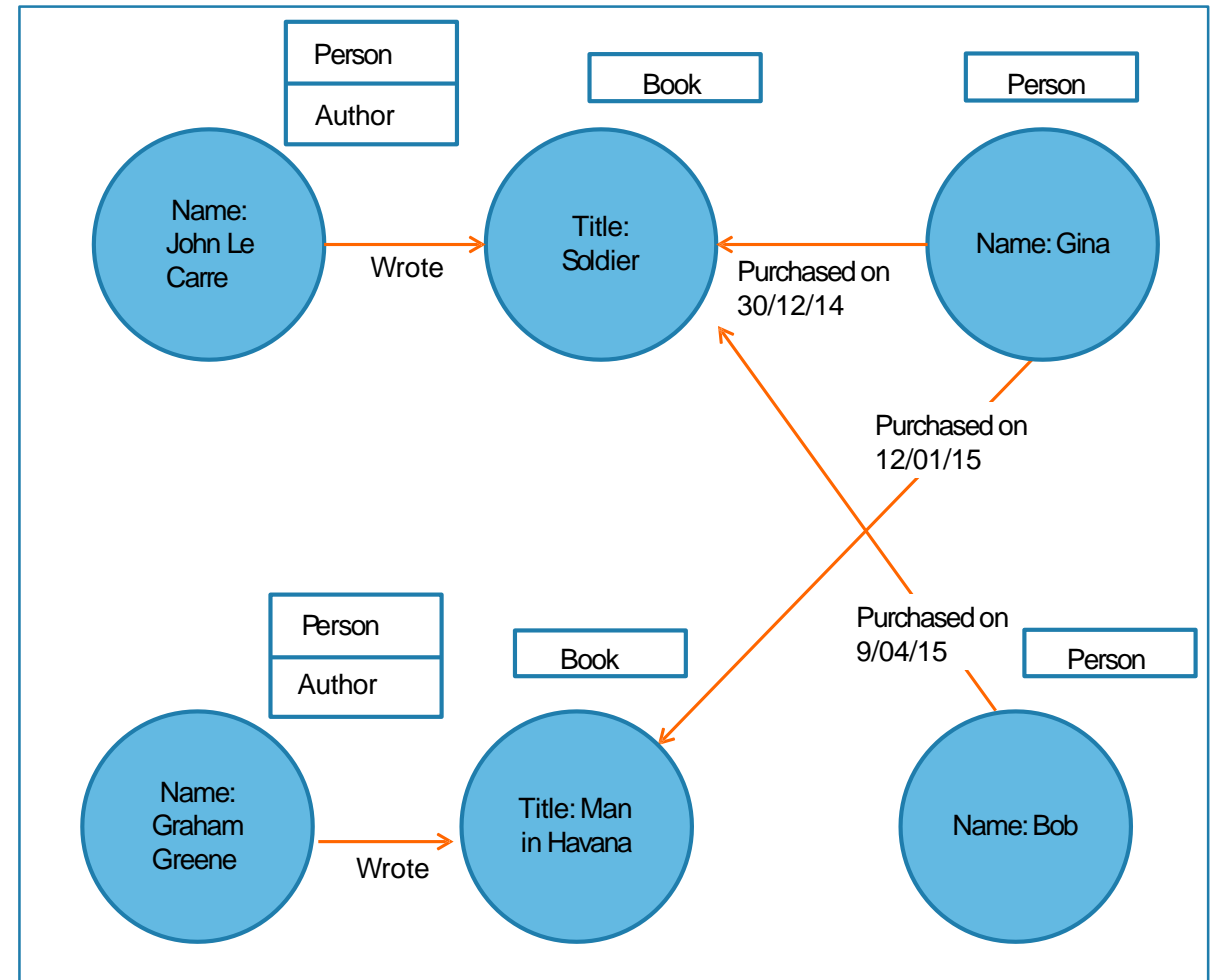 Person
Author
Book
Person
Name:
John Le
Carre
Wrote
Title:
Soldier
Purchased on
30/12/14
Name: Gina
Purchased on
12/01/15
Purchased on
9/04/15
Person
Author
Book
Person
Name:
Graham
Greene
Wrote
Title: Man
in Havana
Name: Bob